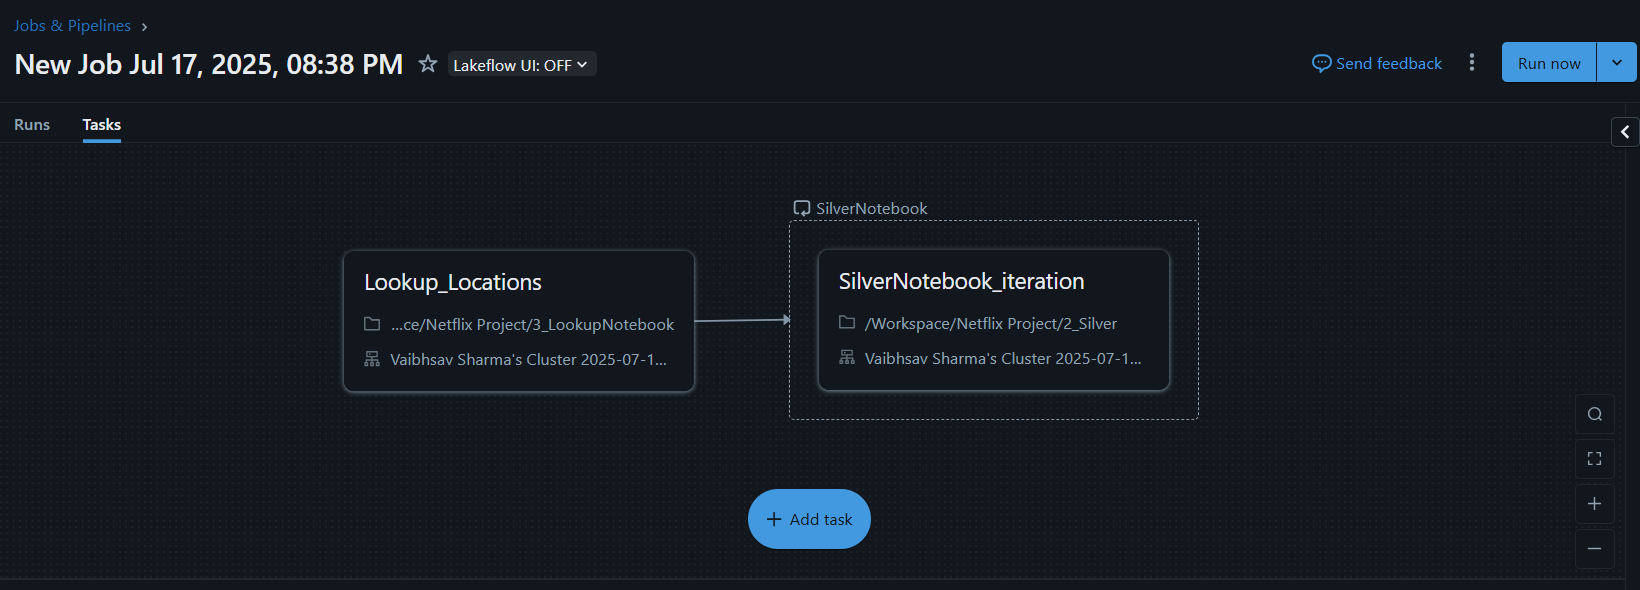 Jobs & Pipelines
New Job Jul 17, 2025, 08:38 PM
Lakeflow UI: OFF
Send feedback
Run now
Runs
Tasks
SilverNotebook
Lookup_Locations
...ce/Netflix Project/3_LookupNotebook
Vaibhsav Sharma's Cluster 2025-07-1...
SilverNotebook_iteration
/Workspace/Netflix Project/2_Silver
Vaibhsav Sharma's Cluster 2025-07-1...
Add task